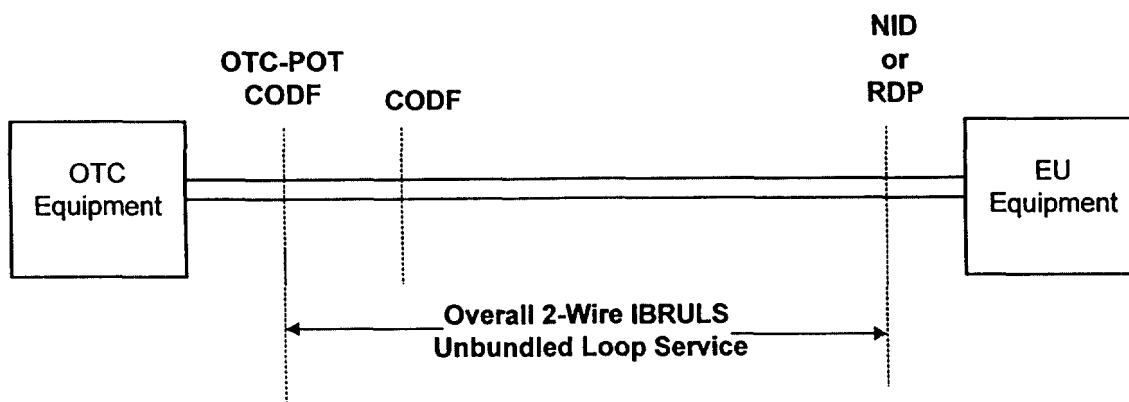 NID
or
RDP
OTC-POT
CODF
CODF
OTC
Equipment
EU
Equipment
Overall 2-Wire IBRULS
Unbundled Loop Service